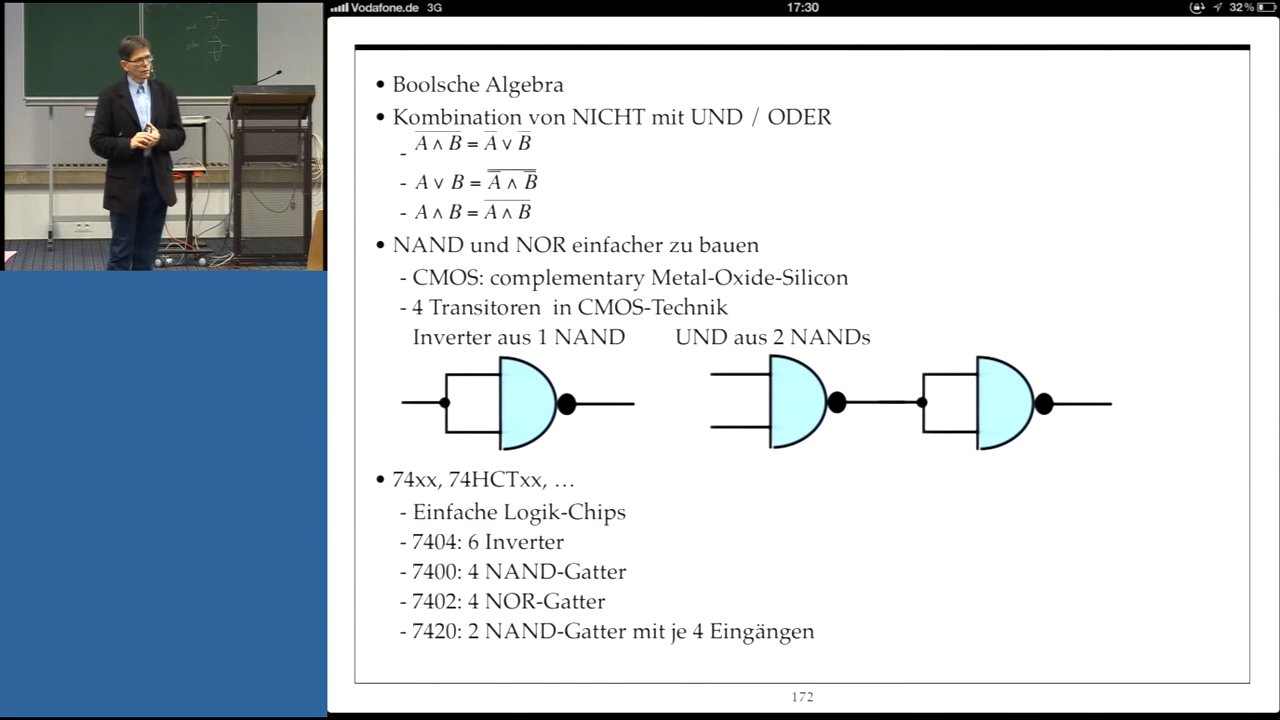 Vodafone.de 3G 17:30 32%
• Boolsche Algebra
• Kombination von NICHT mit UND / ODER
- A̅ ̅∧̅ ̅B̅ = A̅ ∨ B̅
- A ∨ B = A̅̅ ̅∧̅ ̅B̅̅
- A ∧ B = A̅ ̅∧̅ ̅B̅
• NAND und NOR einfacher zu bauen
- CMOS: complementary Metal-Oxide-Silicon
- 4 Transitoren in CMOS-Technik
Inverter aus 1 NAND UND aus 2 NANDs
• 74xx, 74HCTxx, …
- Einfache Logik-Chips
- 7404: 6 Inverter
- 7400: 4 NAND-Gatter
- 7402: 4 NOR-Gatter
- 7420: 2 NAND-Gatter mit je 4 Eingängen
172